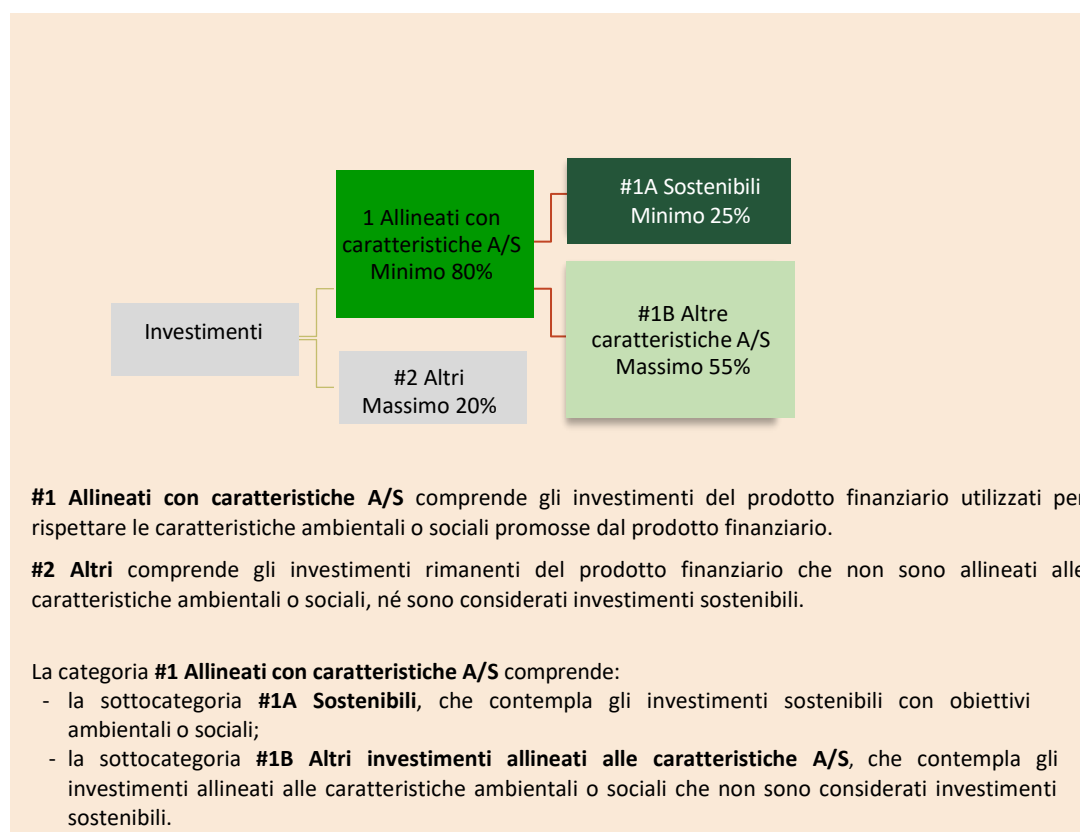 #1A Sostenibili
Minimo 25%
1 Allineati con
caratteristiche A/S
Minimo 80%
#1B Altre
caratteristiche A/S
Massimo 55%
Investimenti
#2 Altri
Massimo 20%
#1 Allineati con caratteristiche A/S comprende gli investimenti del prodotto finanziario utilizzati per
rispettare le caratteristiche ambientali o sociali promosse dal prodotto finanziario.
#2 Altri comprende gli investimenti rimanenti del prodotto finanziario che non sono allineati alle
caratteristiche ambientali o sociali, né sono considerati investimenti sostenibili.
La categoria #1 Allineati con caratteristiche A/S comprende:
- la sottocategoria #1A Sostenibili, che contempla gli investimenti sostenibili con obiettivi
ambientali o sociali;
- la sottocategoria #1B Altri investimenti allineati alle caratteristiche A/S, che contempla gli
investimenti allineati alle caratteristiche ambientali o sociali che non sono considerati investimenti
sostenibili.